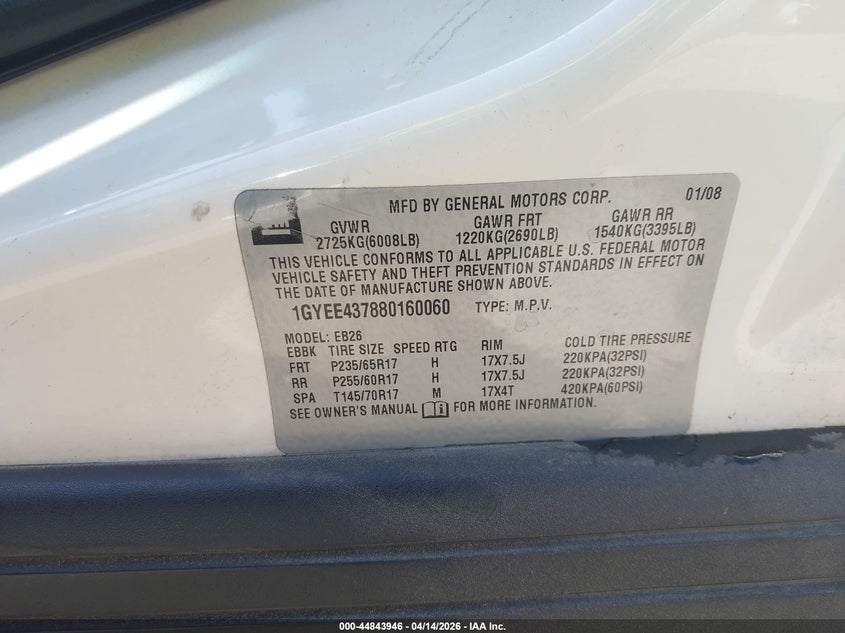 MFD BY GENERAL MOTORS CORP. 01/08
GVWR GAWR FRT GAWR RR
2725KG(6008LB) 1220KG(2690LB) 1540KG(3395LB)
THIS VEHICLE CONFORMS TO ALL APPLICABLE U.S. FEDERAL MOTOR
VEHICLE SAFETY AND THEFT PREVENTION STANDARDS IN EFFECT ON
THE DATE OF MANUFACTURE SHOWN ABOVE.
1GYEE437880160060 TYPE: M.P.V.
MODEL: EB26
EBBK TIRE SIZE SPEED RTG RIM COLD TIRE PRESSURE
FRT P235/65R17 H 17X7.5J 220KPA(32PSI)
RR P255/60R17 H 17X7.5J 220KPA(32PSI)
SPA T145/70R17 M 17X4T 420KPA(60PSI)
SEE OWNER'S MANUAL FOR MORE INFORMATION.
000-44843946 - 04/14/2026 - IAA Inc.